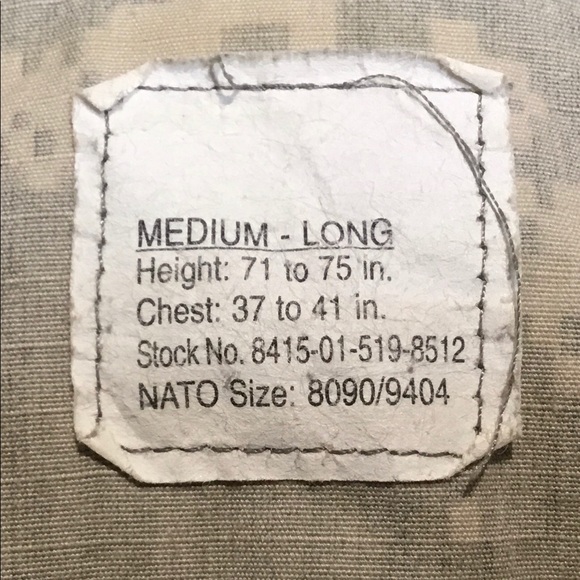 MEDIUM - LONG
Height: 71 to 75 in.
Chest: 37 to 41 in.
Stock No. 8415-01-519-8512
NATO Size: 8090/9404